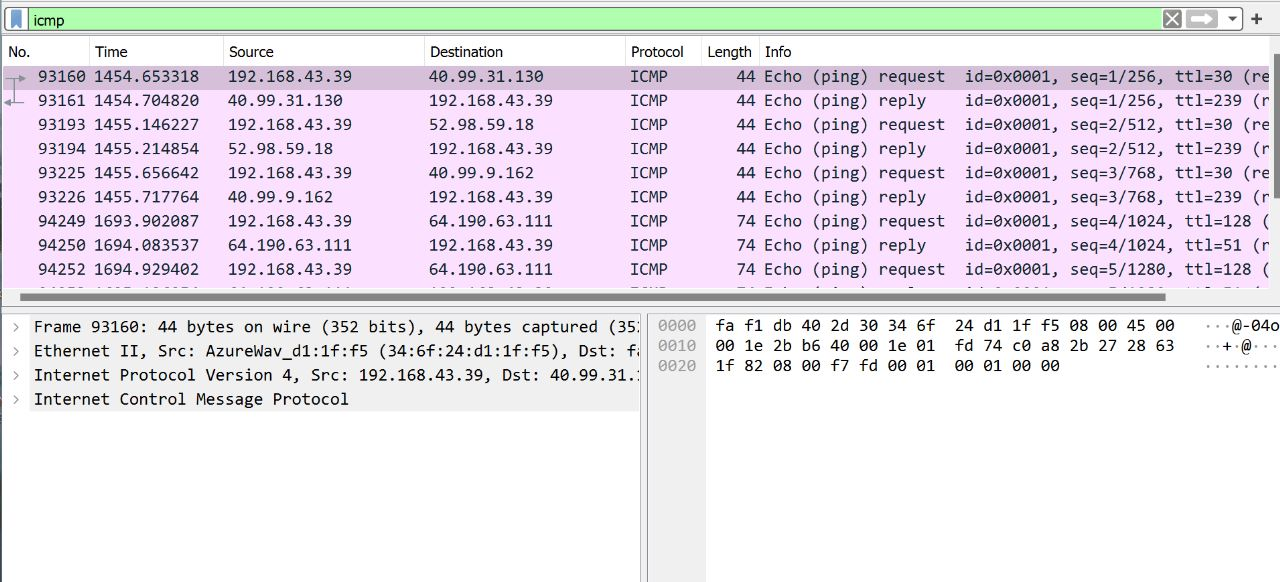 icmp
No. Time Source Destination Protocol Length Info
93160 1454.653318 192.168.43.39 40.99.31.130 ICMP 44 Echo (ping) request id=0x0001, seq=1/256, ttl=30 (re
93161 1454.704820 40.99.31.130 192.168.43.39 ICMP 44 Echo (ping) reply id=0x0001, seq=1/256, ttl=239 (r
93193 1455.146227 192.168.43.39 52.98.59.18 ICMP 44 Echo (ping) request id=0x0001, seq=2/512, ttl=30 (re
93194 1455.214854 52.98.59.18 192.168.43.39 ICMP 44 Echo (ping) reply id=0x0001, seq=2/512, ttl=239 (r
93225 1455.656642 192.168.43.39 40.99.9.162 ICMP 44 Echo (ping) request id=0x0001, seq=3/768, ttl=30 (re
93226 1455.717764 40.99.9.162 192.168.43.39 ICMP 44 Echo (ping) reply id=0x0001, seq=3/768, ttl=239 (r
94249 1693.902087 192.168.43.39 64.190.63.111 ICMP 74 Echo (ping) request id=0x0001, seq=4/1024, ttl=128 (
94250 1694.083537 64.190.63.111 192.168.43.39 ICMP 74 Echo (ping) reply id=0x0001, seq=4/1024, ttl=51 (r
94252 1694.929402 192.168.43.39 64.190.63.111 ICMP 74 Echo (ping) request id=0x0001, seq=5/1280, ttl=128 (
Frame 93160: 44 bytes on wire (352 bits), 44 bytes captured (35
Ethernet II, Src: AzureWav_d1:1f:f5 (34:6f:24:d1:1f:f5), Dst: f
Internet Protocol Version 4, Src: 192.168.43.39, Dst: 40.99.31.
Internet Control Message Protocol
0000 fa f1 db 40 2d 30 34 6f 24 d1 1f f5 08 00 45 00 ···@-04o
0010 00 1e 2b b6 40 00 1e 01 fd 74 c0 a8 2b 27 28 63 ··+·@···
0020 1f 82 08 00 f7 fd 00 01 00 01 00 00 ········